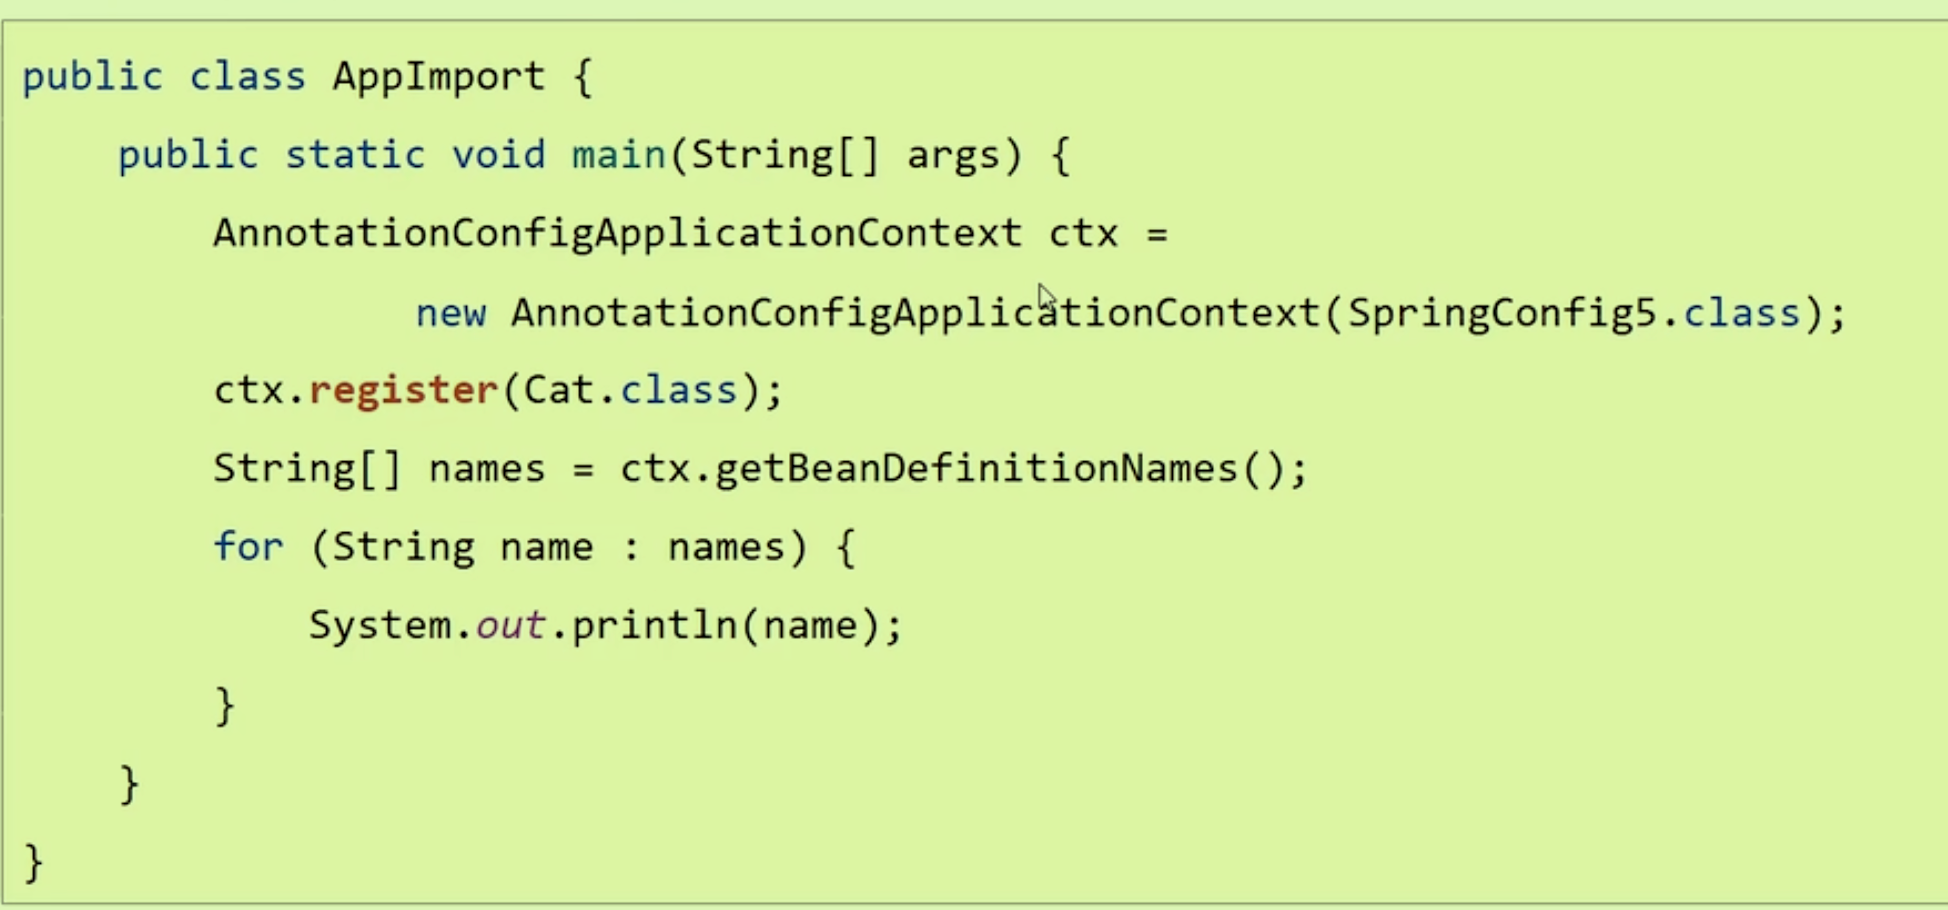 public class AppImport {
    public static void main(String[] args) {
        AnnotationConfigApplicationContext ctx =
                new AnnotationConfigApplicationContext(SpringConfig5.class);
        ctx.register(Cat.class);
        String[] names = ctx.getBeanDefinitionNames();
        for (String name : names) {
            System.out.println(name);
        }
    }
}